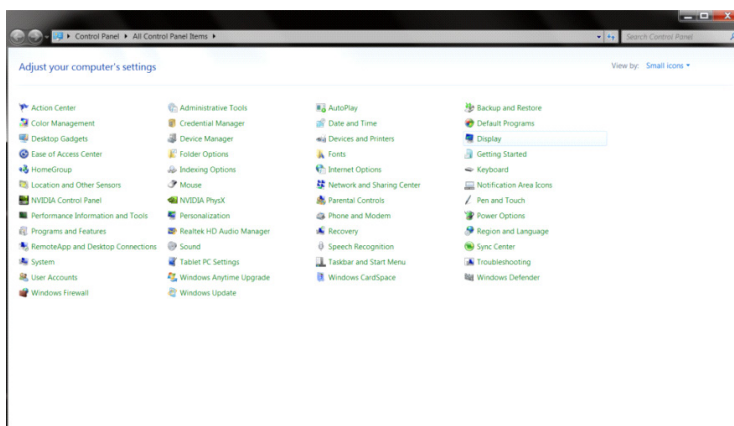 Control Panel ▸ All Control Panel Items ▸
Search Control Panel
Adjust your computer's settings
View by: Small icons
Action Center
Administrative Tools
AutoPlay
Backup and Restore
Color Management
Credential Manager
Date and Time
Default Programs
Desktop Gadgets
Device Manager
Devices and Printers
Display
Ease of Access Center
Folder Options
Fonts
Getting Started
HomeGroup
Indexing Options
Internet Options
Keyboard
Location and Other Sensors
Mouse
Network and Sharing Center
Notification Area Icons
NVIDIA Control Panel
NVIDIA PhysX
Parental Controls
Pen and Touch
Performance Information and Tools
Personalization
Phone and Modem
Power Options
Programs and Features
Realtek HD Audio Manager
Recovery
Region and Language
RemoteApp and Desktop Connections
Sound
Speech Recognition
Sync Center
System
Tablet PC Settings
Taskbar and Start Menu
Troubleshooting
User Accounts
Windows Anytime Upgrade
Windows CardSpace
Windows Defender
Windows Firewall
Windows Update